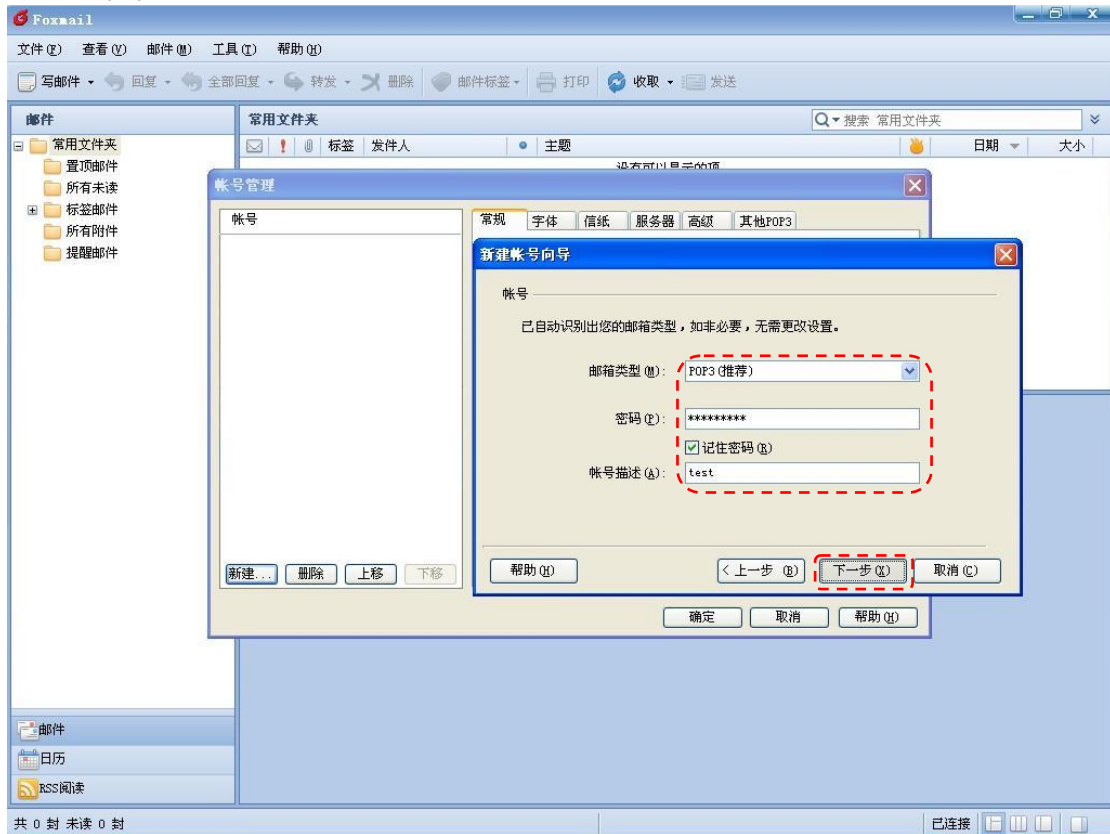 Foxmail
文件(F) 查看(V) 邮件(M) 工具(T) 帮助(H)
写邮件 回复 全部回复 转发 删除 邮件标签 打印 收取 发送
邮件
常用文件夹
搜索 常用文件夹
常用文件夹
置顶邮件
所有未读
标签邮件
所有附件
提醒邮件
标签 发件人 主题 日期 大小
没有可以显示的项
帐号管理
帐号
常规 字体 信纸 服务器 高级 其他POP3
新建帐号向导
帐号
已自动识别出您的邮箱类型，如非必要，无需更改设置。
邮箱类型(M): POP3(推荐)
密码(P): *********
记住密码(R)
帐号描述(A): test
帮助(H) <上一步 (B) 下一步(X) 取消(C)
新建... 删除 上移 下移
确定 取消 帮助(H)
邮件
日历
RSS阅读
共 0 封 未读 0 封
已连接